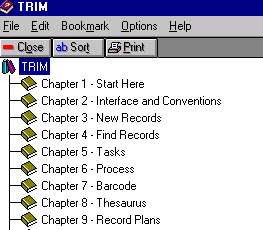 TRIM
File Edit Bookmark Options Help
Close ab Sort Print
TRIM
Chapter 1 - Start Here
Chapter 2 - Interface and Conventions
Chapter 3 - New Records
Chapter 4 - Find Records
Chapter 5 - Tasks
Chapter 6 - Process
Chapter 7 - Barcode
Chapter 8 - Thesaurus
Chapter 9 - Record Plans